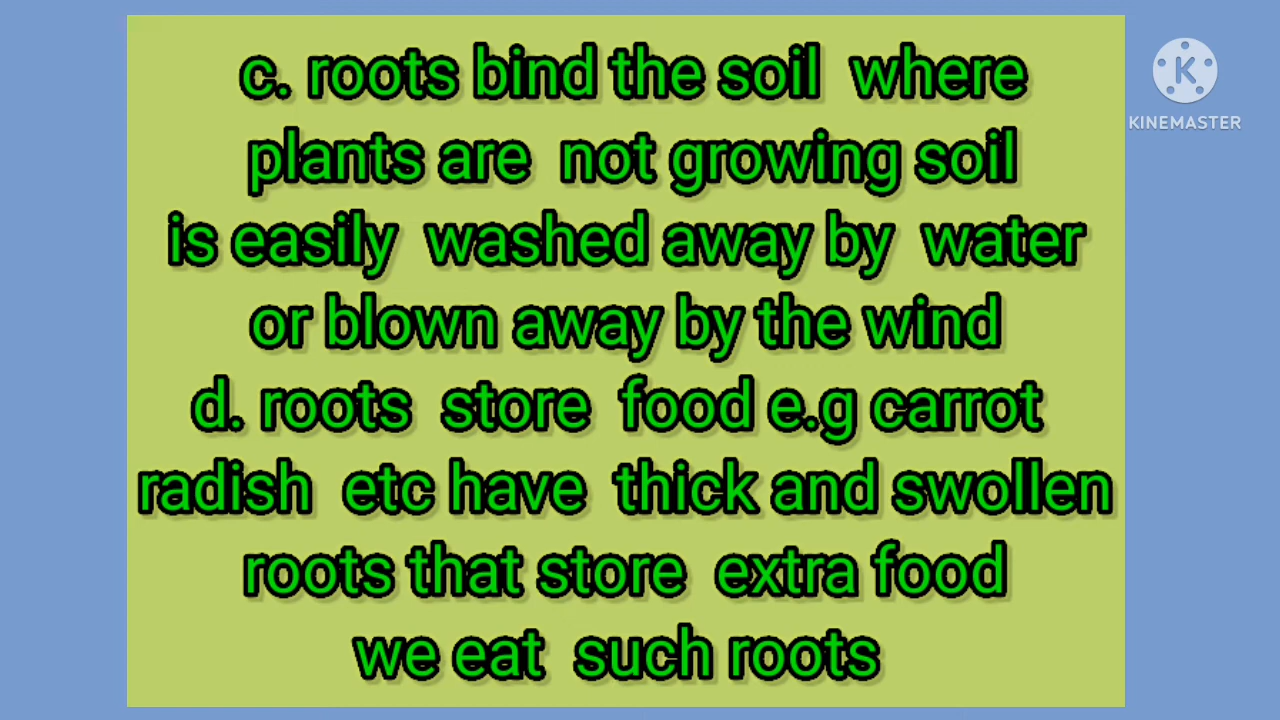 c. roots bind the soil where
plants are not growing soil
is easily washed away by water
or blown away by the wind
d. roots store food e.g carrot
radish etc have thick and swollen
roots that store extra food
we eat such roots
K
KINEMASTER